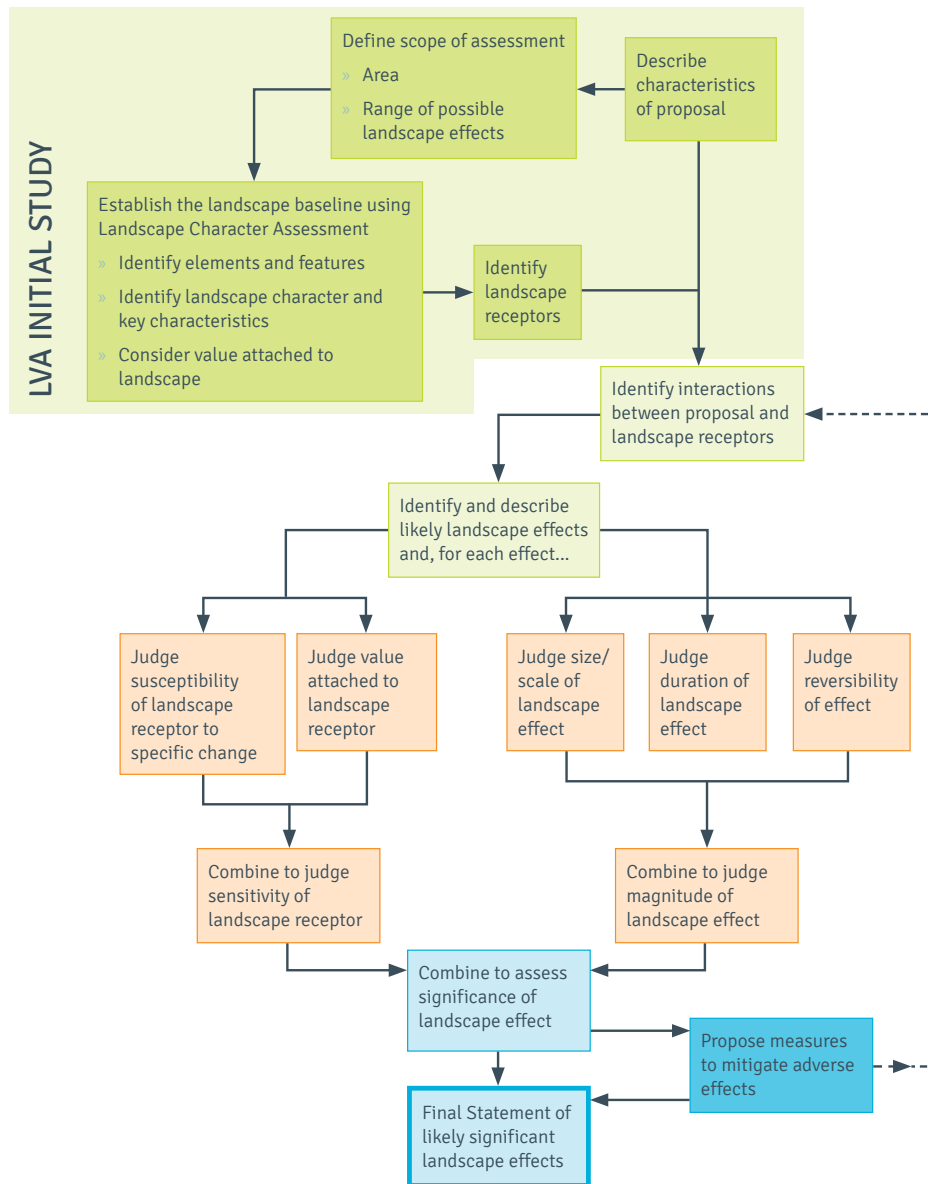 LVA INITIAL STUDY
Define scope of assessment
» Area
» Range of possible
landscape effects
Describe
characteristics
of proposal
Establish the landscape baseline using
Landscape Character Assessment
» Identify elements and features
» Identify landscape character and
key characteristics
» Consider value attached to
landscape
Identify
landscape
receptors
Identify interactions
between proposal and
landscape receptors
Identify and describe
likely landscape effects
and, for each effect...
Judge
susceptibility
of landscape
receptor to
specific change
Judge value
attached to
landscape
receptor
Judge size/
scale of
landscape
effect
Judge
duration of
landscape
effect
Judge
reversibility
of effect
Combine to judge
sensitivity of
landscape receptor
Combine to judge
magnitude of
landscape effect
Combine to assess
significance of
landscape effect
Propose measures
to mitigate adverse
effects
Final Statement of
likely significant
landscape effects